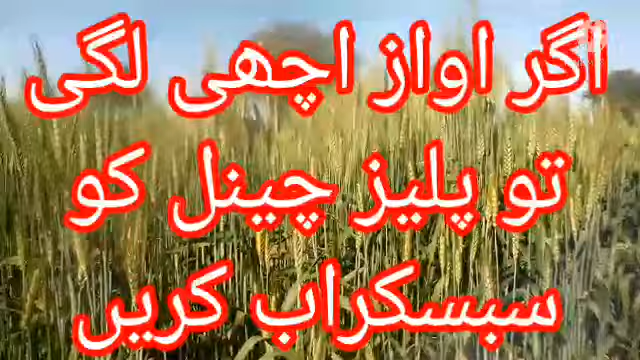 اگر اواز اچھی لگی
تو پلیز چینل کو
سبسکراب کریں